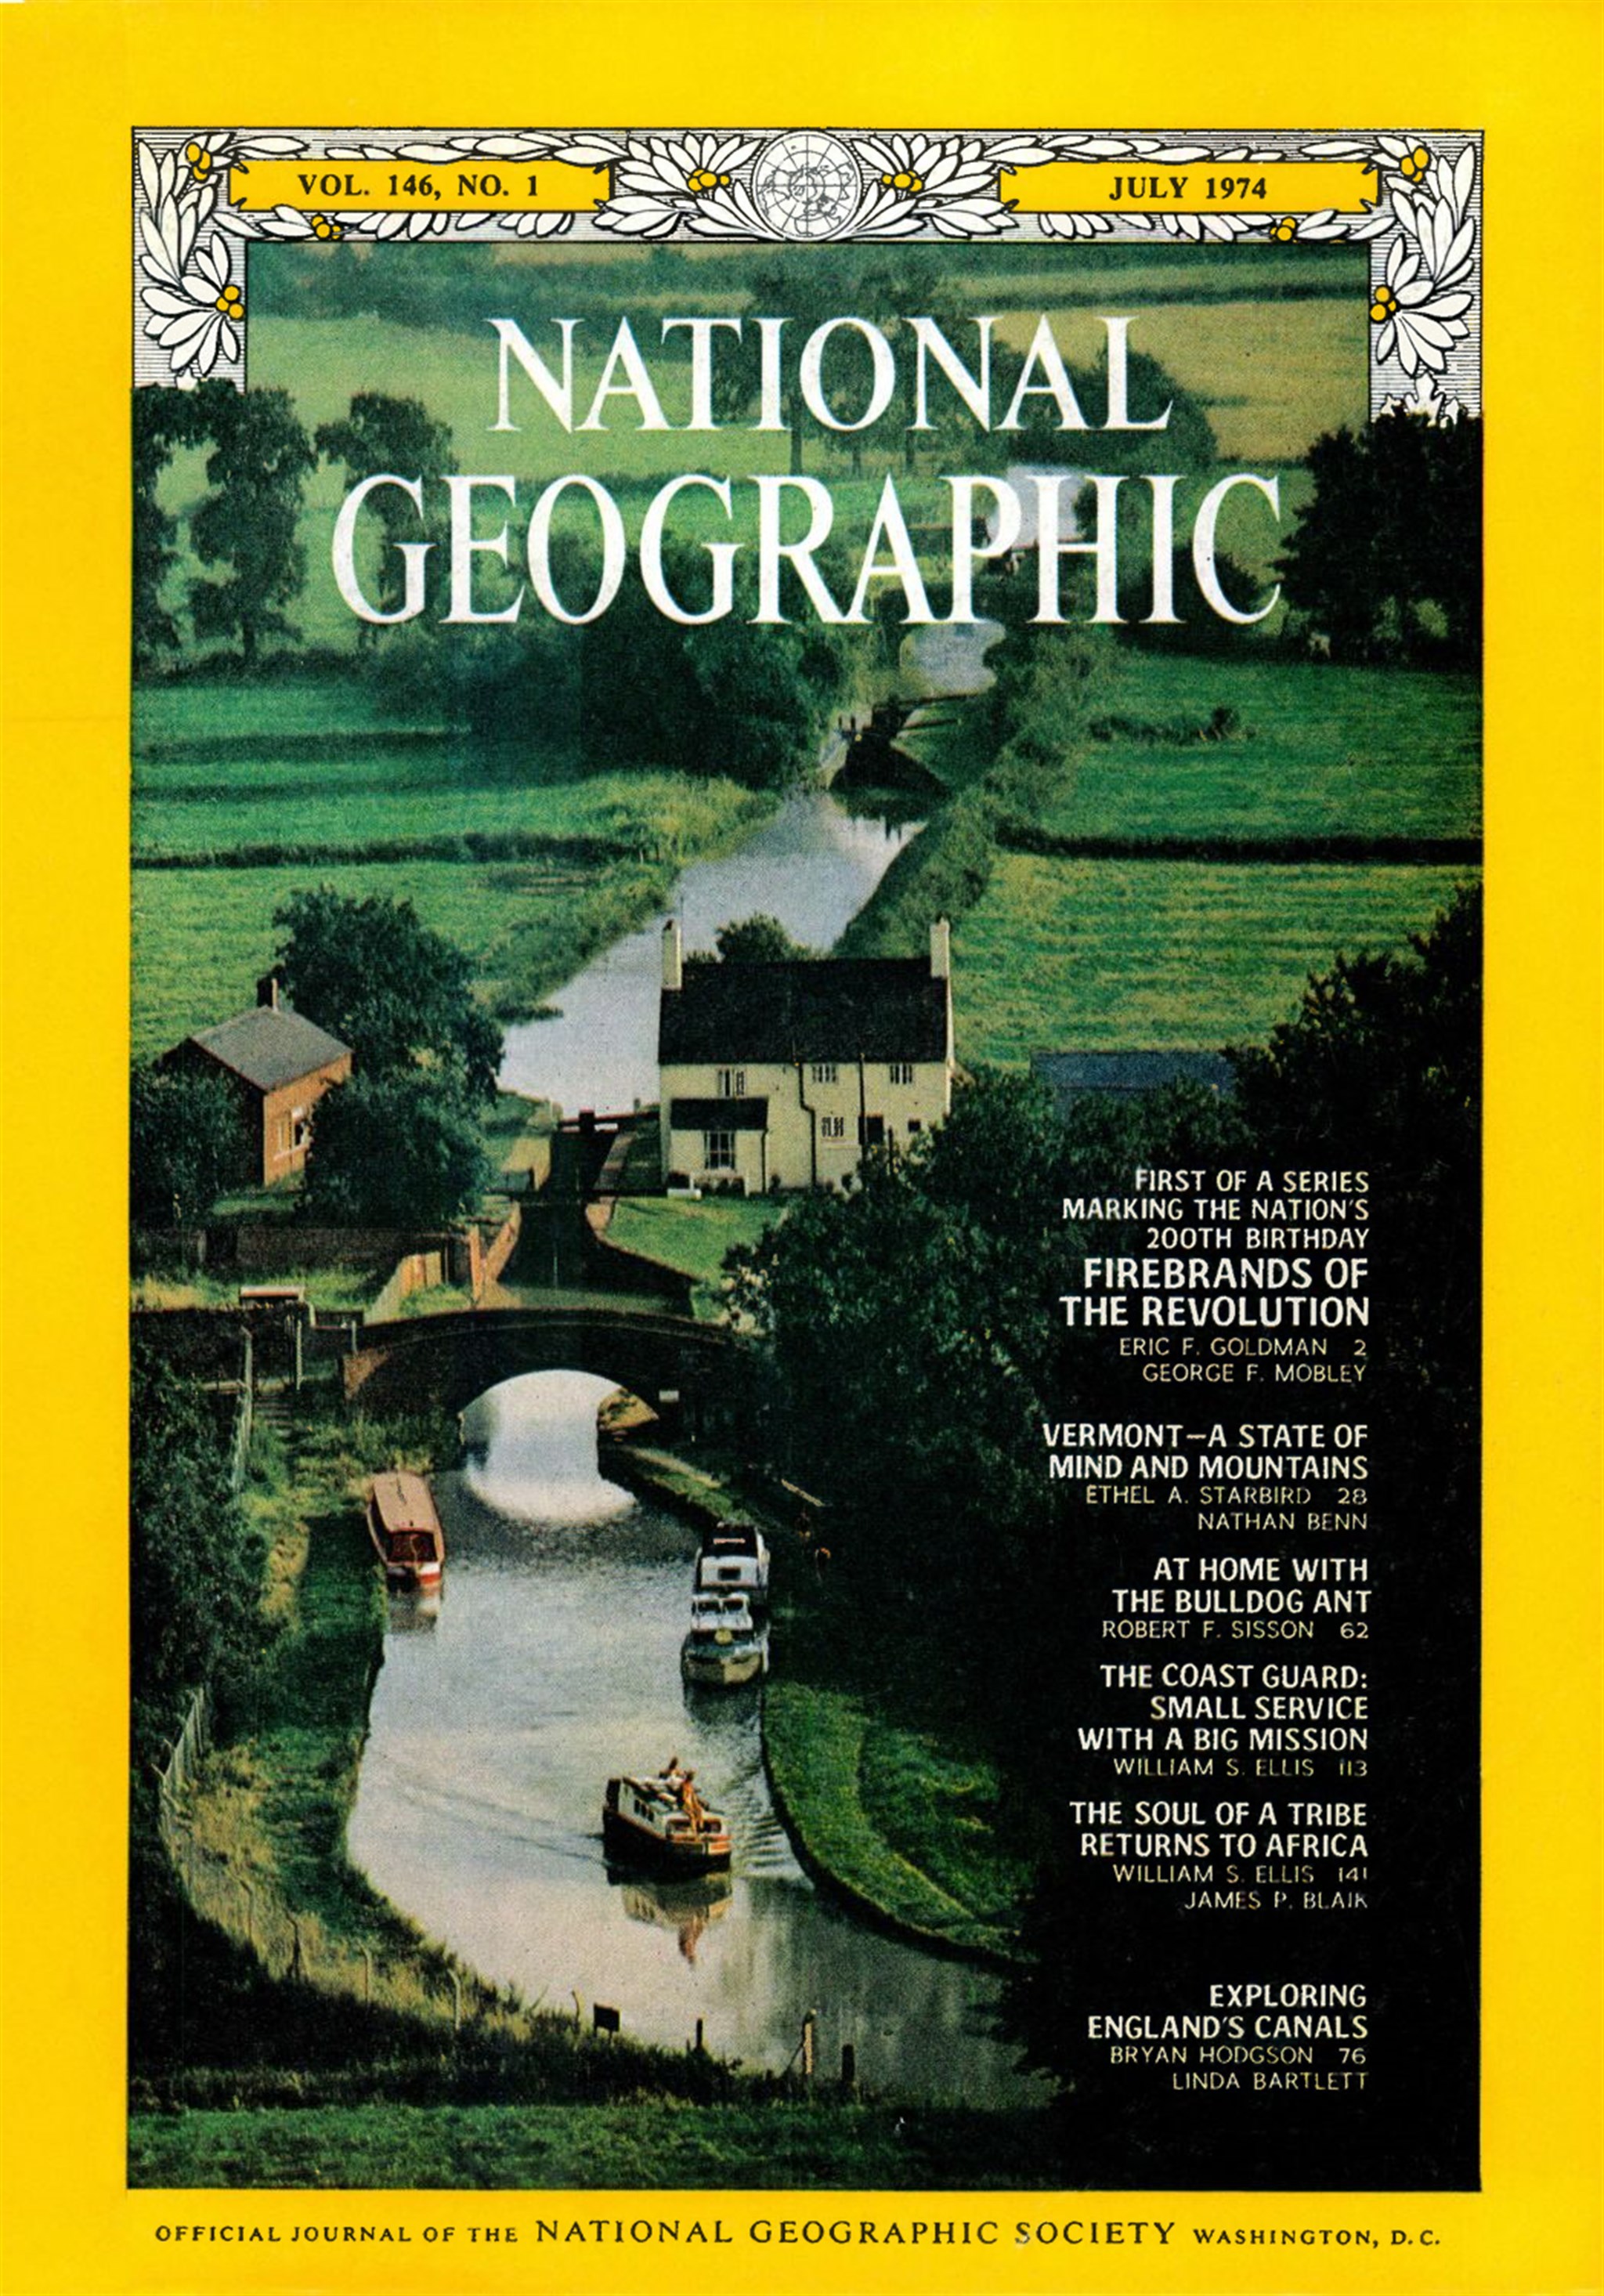 VOL. 146, NO. 1
JULY 1974
NATIONAL
GEOGRAPHIC
FIRST OF A SERIES
MARKING THE NATION'S
200TH BIRTHDAY
FIREBRANDS OF
THE REVOLUTION
ERIC F. GOLDMAN 2
GEORGE F. MOBLEY
VERMONT—A STATE OF
MIND AND MOUNTAINS
ETHEL A. STARBIRD 28
NATHAN BENN
AT HOME WITH
THE BULLDOG ANT
ROBERT F. SISSON 62
THE COAST GUARD:
SMALL SERVICE
WITH A BIG MISSION
WILLIAM S. ELLIS 113
THE SOUL OF A TRIBE
RETURNS TO AFRICA
WILLIAM S. ELLIS 141
JAMES P. BLAIR
EXPLORING
ENGLAND'S CANALS
BRYAN HODGSON 76
LINDA BARTLETT
OFFICIAL JOURNAL OF THE NATIONAL GEOGRAPHIC SOCIETY WASHINGTON, D.C.